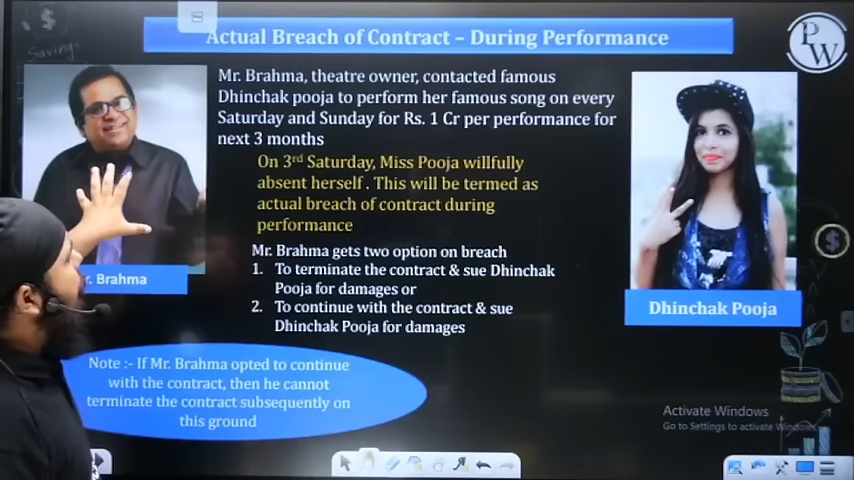 Savings
Actual Breach of Contract – During Performance
PW
Mr. Brahma, theatre owner, contacted famous
Dhinchak pooja to perform her famous song on every
Saturday and Sunday for Rs. 1 Cr per performance for
next 3 months
On 3rd Saturday, Miss Pooja willfully
absent herself . This will be termed as
actual breach of contract during
performance
Mr. Brahma gets two option on breach
1. To terminate the contract & sue Dhinchak
Pooja for damages or
2. To continue with the contract & sue
Dhinchak Pooja for damages
r. Brahma
Dhinchak Pooja
Note :- If Mr. Brahma opted to continue
with the contract, then he cannot
terminate the contract subsequently on
this ground
Activate Windows
Go to Settings to activate Windows.